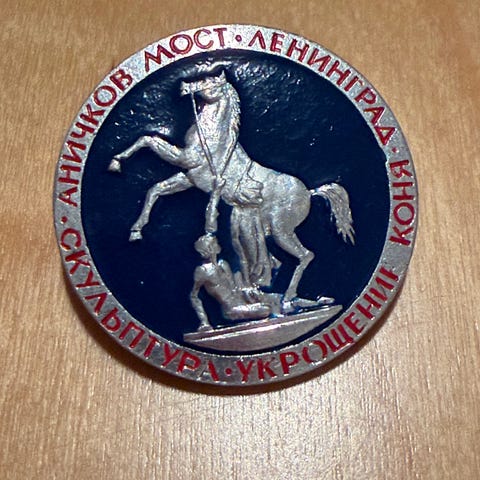 АНИЧКОВ МОСТ · ЛЕНИНГРАД ·
СКУЛЬПТУРА · УКРОЩЕНИЕ КОНЯ